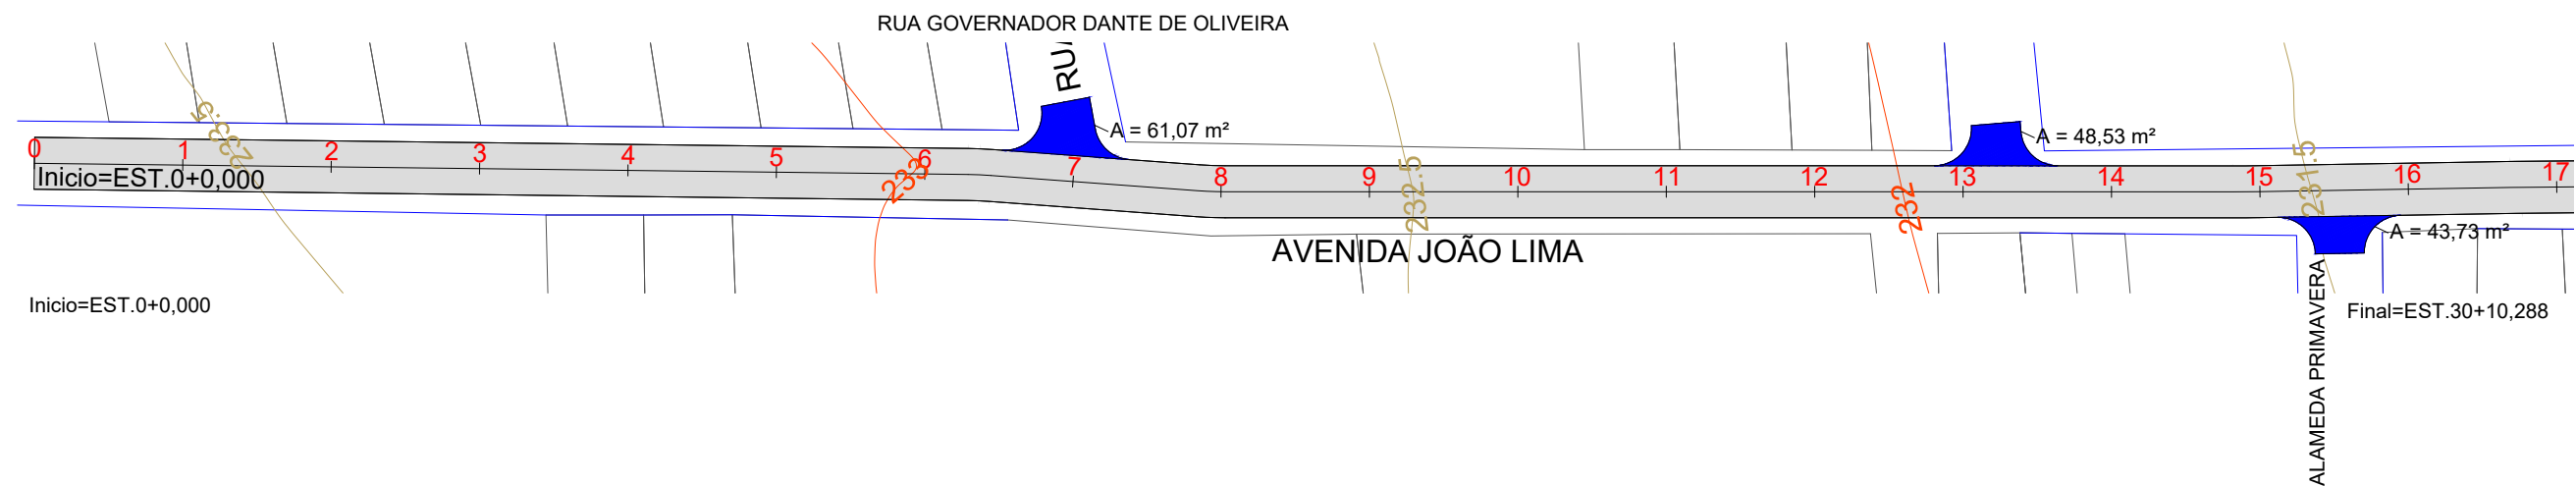 RUA GOVERNADOR DANTE DE OLIVEIRA
RUA
A = 61,07 m²
A = 48,53 m²
233.5
0 1 2 3 4 5 6 7 8 9 10 11 12 13 14 15 16 17
Inicio=EST.0+0,000
233
232.5
232
231.5
A = 43,73 m²
AVENIDA JOÃO LIMA
Inicio=EST.0+0,000
Final=EST.30+10,288
ALAMEDA PRIMAVERA